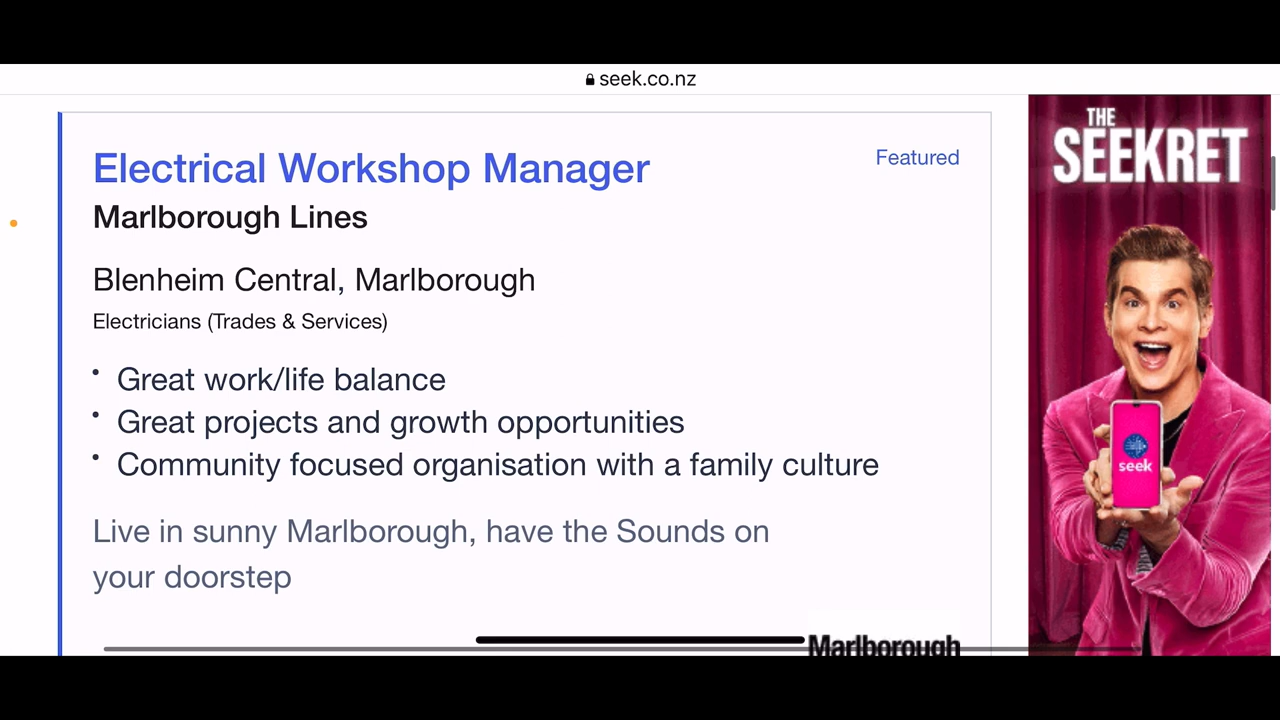 seek.co.nz
Electrical Workshop Manager
Featured
Marlborough Lines
Blenheim Central, Marlborough
Electricians (Trades & Services)
• Great work/life balance
• Great projects and growth opportunities
• Community focused organisation with a family culture
Live in sunny Marlborough, have the Sounds on
your doorstep
Marlborough
THE
SEEKRET
seek